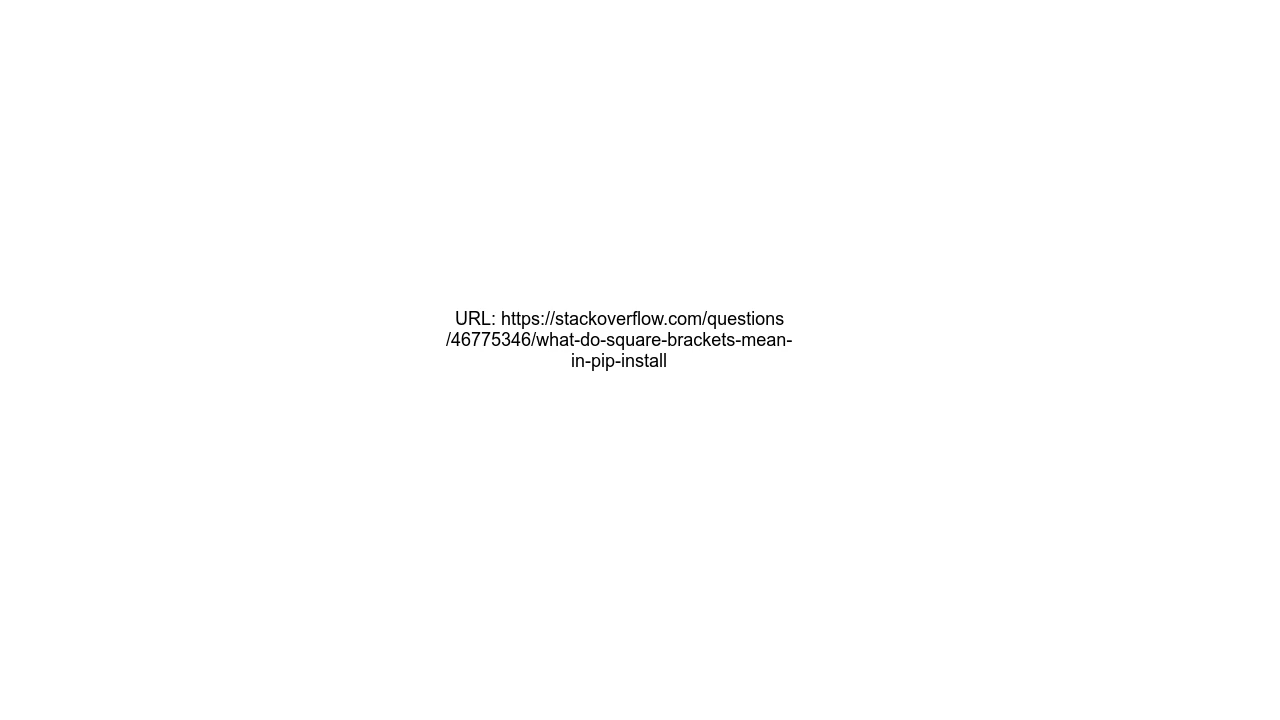 URL: https://stackoverflow.com/questions
/46775346/what-do-square-brackets-mean-
in-pip-install